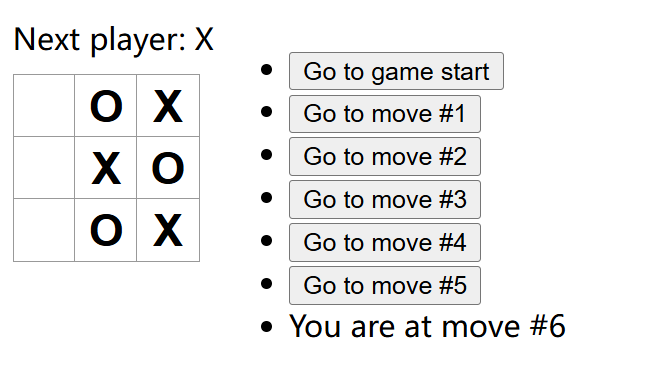 Next player: X
O X
X O
O X
Go to game start
Go to move #1
Go to move #2
Go to move #3
Go to move #4
Go to move #5
You are at move #6